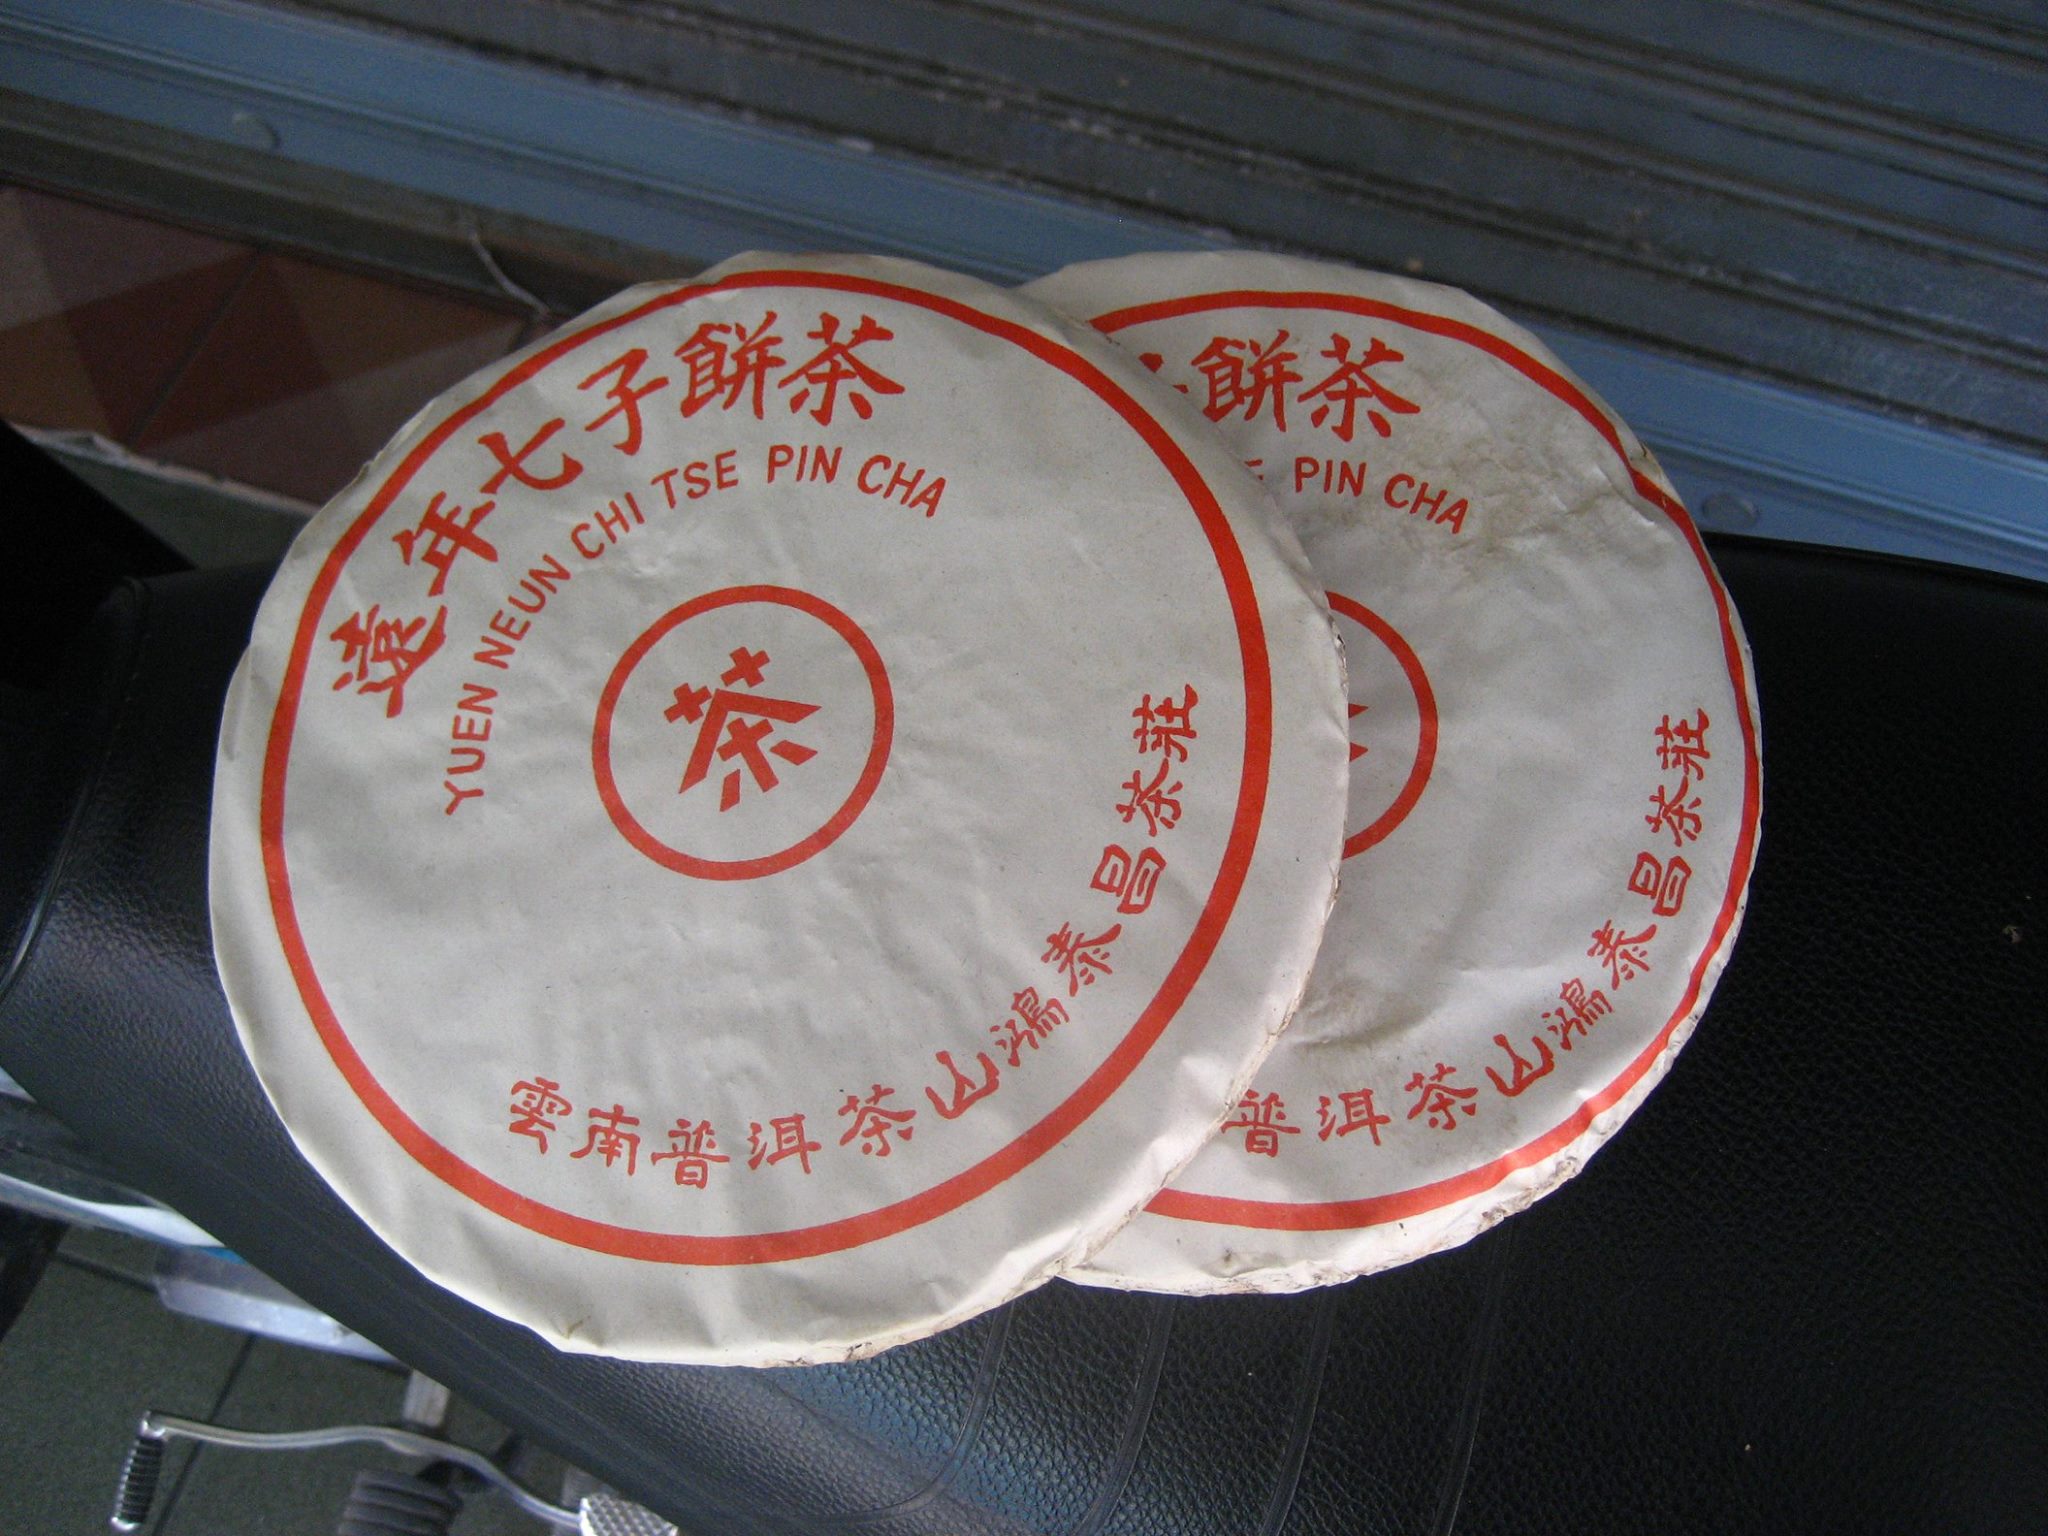 遠年七子餅茶
YUEN NEUN CHI TSE PIN CHA
茶
雲南普洱茶山鴻泰昌茶莊
餅茶
PIN CHA
普洱茶山鴻泰昌茶莊